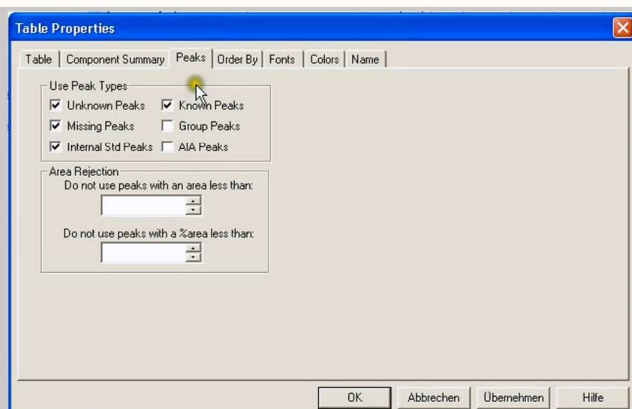 Table Properties
Table Component Summary Peaks Order By Fonts Colors Name
Use Peak Types
Unknown Peaks Known Peaks
Missing Peaks Group Peaks
Internal Std Peaks AIA Peaks
Area Rejection
Do not use peaks with an area less than:
Do not use peaks with a %area less than:
OK Abbrechen Übernehmen Hilfe